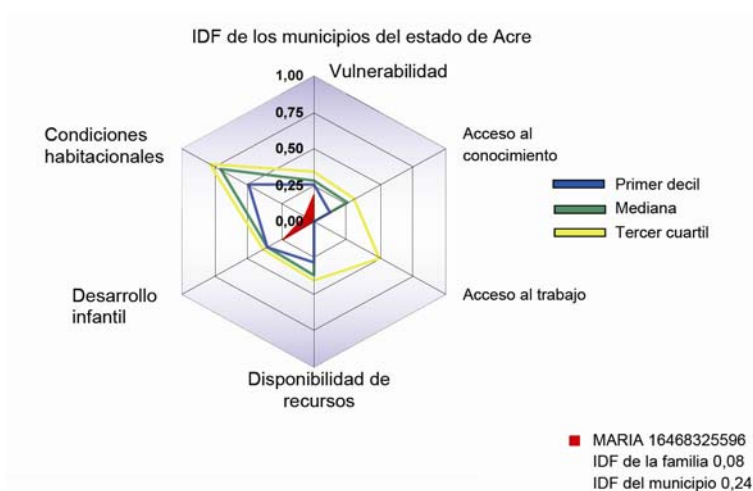 IDF de los municipios del estado de Acre
Vulnerabilidad
1,00
0,75
0,50
0,25
0,00
Condiciones
habitacionales
Acceso al
conocimiento
Primer decil
Mediana
Tercer cuartil
Desarrollo
infantil
Acceso al trabajo
Disponibilidad de
recursos
MARIA 16468325596
IDF de la familia 0,08
IDF del municipio 0,24